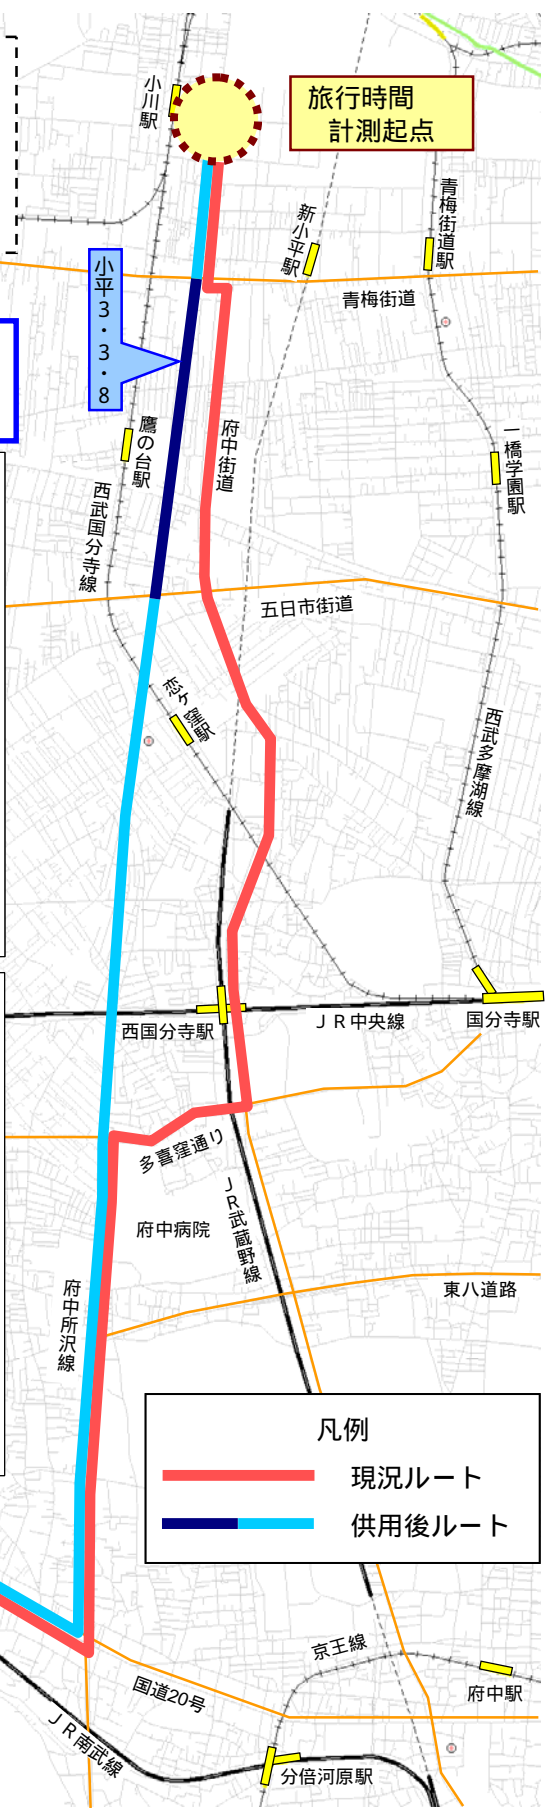 小川駅
旅行時間
計測起点
青梅街道駅
新小平駅
小平3・3・8
青梅街道
鷹の台駅
府中街道
一橋学園駅
西武国分寺線
五日市街道
恋ヶ窪駅
西武多摩湖線
西国分寺駅
JR中央線
国分寺駅
多喜窪通り
JR武蔵野線
府中病院
府中所沢線
東八道路
凡例
現況ルート
供用後ルート
京王線
府中駅
国道20号
JR南武線
分倍河原駅